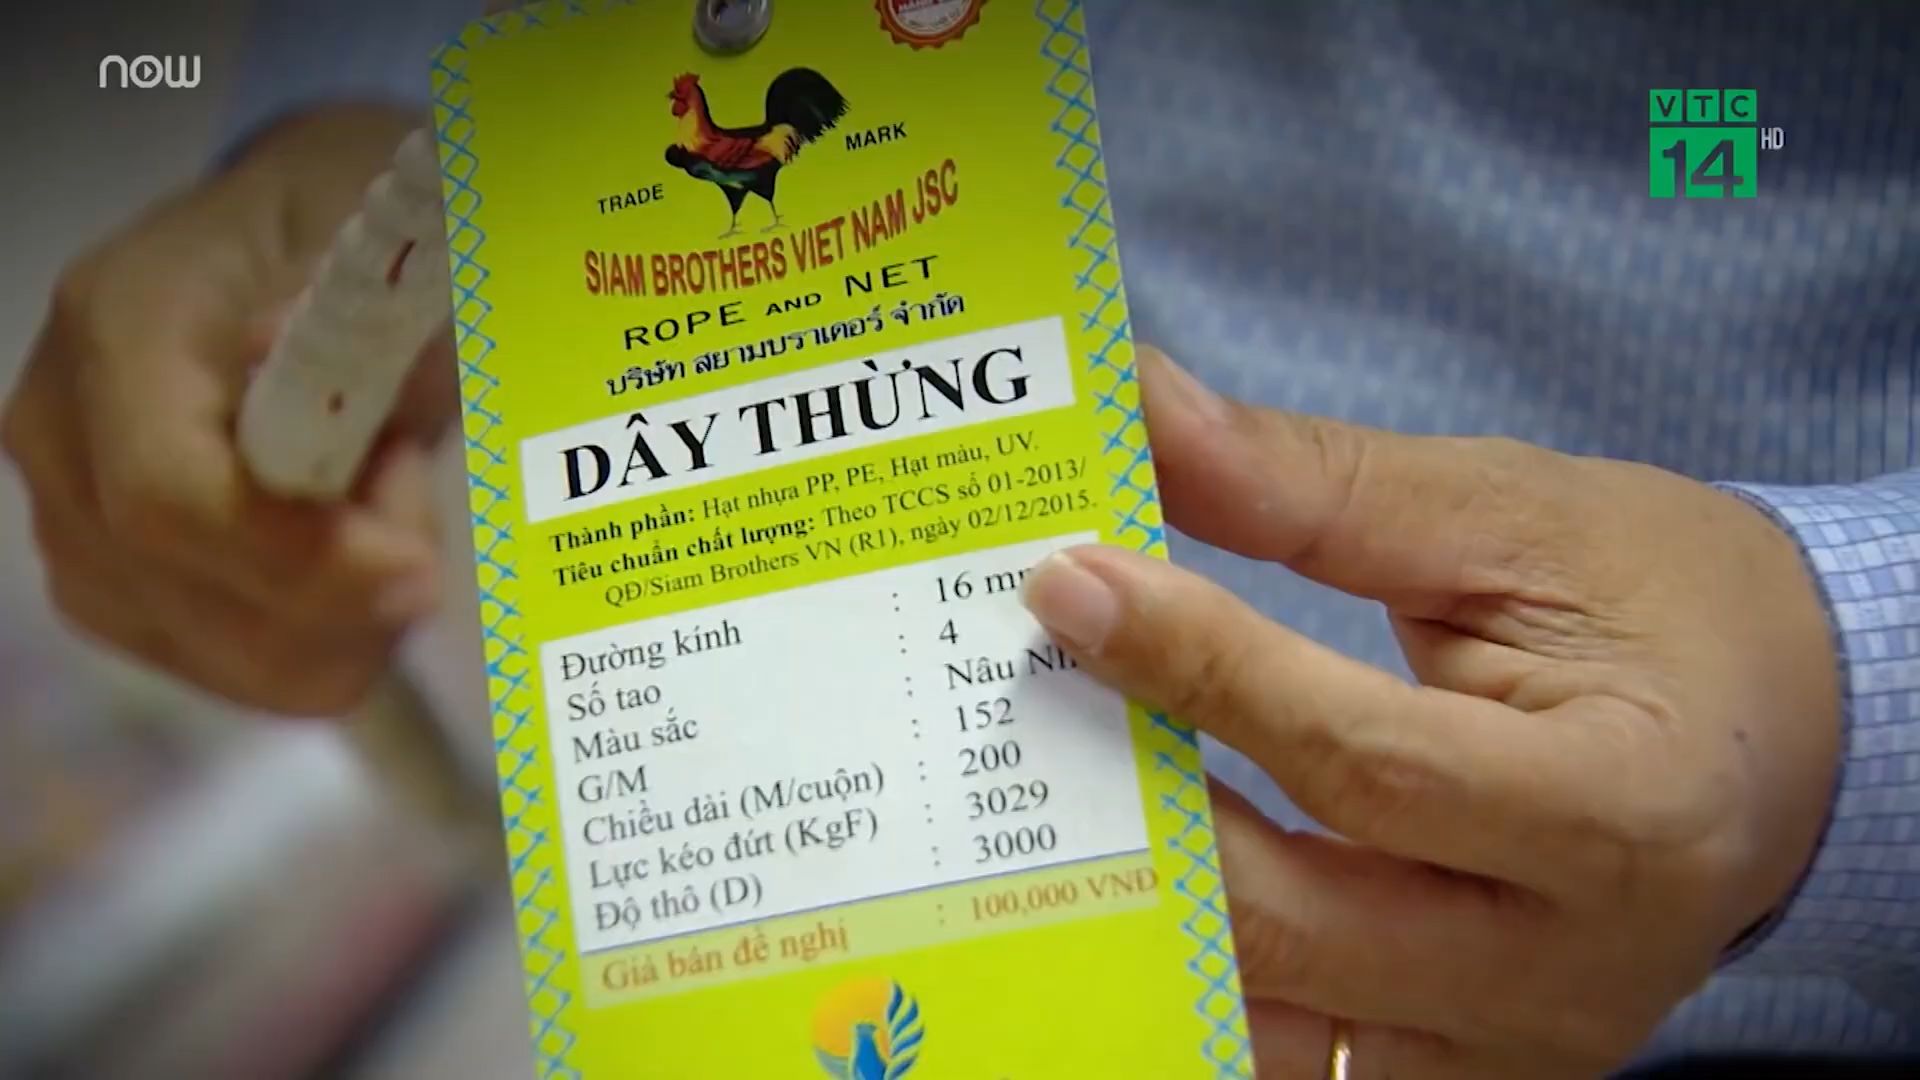 now
VTC
14 HD
TRADE MARK
SIAM BROTHERS VIET NAM JSC
ROPE AND NET
บริษัท สยามบราเดอร์ จำกัด
DÂY THỪNG
Thành phần: Hạt nhựa PP, PE, Hạt màu, UV.
Tiêu chuẩn chất lượng: Theo TCCS số 01-2013/
QĐ/Siam Brothers VN (R1), ngày 02/12/2015.
Đường kính : 16
Số tao : 4
Màu sắc : Nâu
G/M : 152
Chiều dài (M/cuộn) : 200
Lực kéo đứt (KgF) : 3029
Độ thô (D) : 3000
Giá bán đề nghị : 100,000 VNĐ